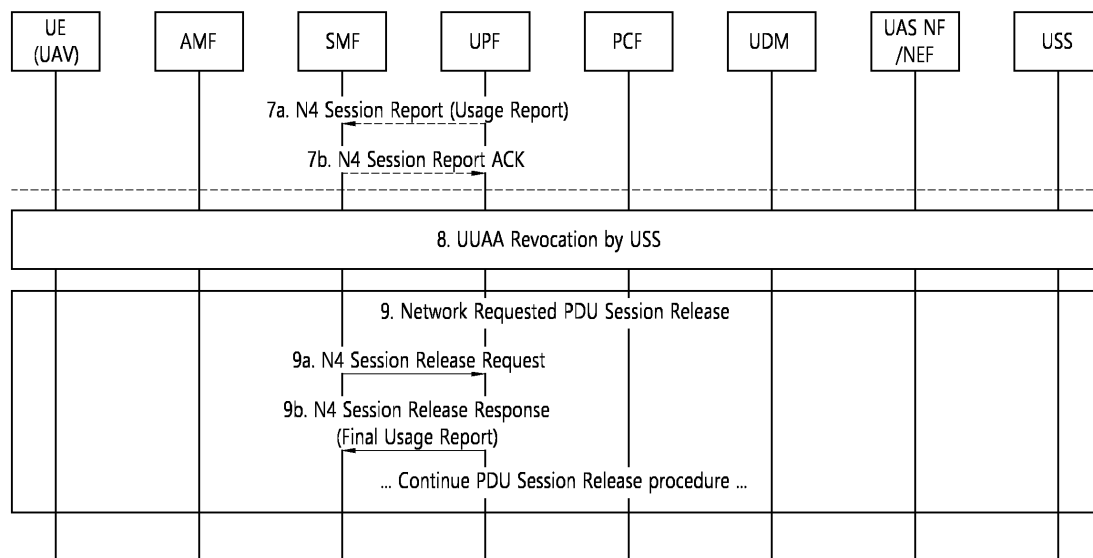 UE
(UAV)
AMF
SMF
UPF
PCF
UDM
UAS NF
/NEF
USS
7a. N4 Session Report (Usage Report)
7b. N4 Session Report ACK
8. UUAA Revocation by USS
9. Network Requested PDU Session Release
9a. N4 Session Release Request
9b. N4 Session Release Response
(Final Usage Report)
... Continue PDU Session Release procedure ...